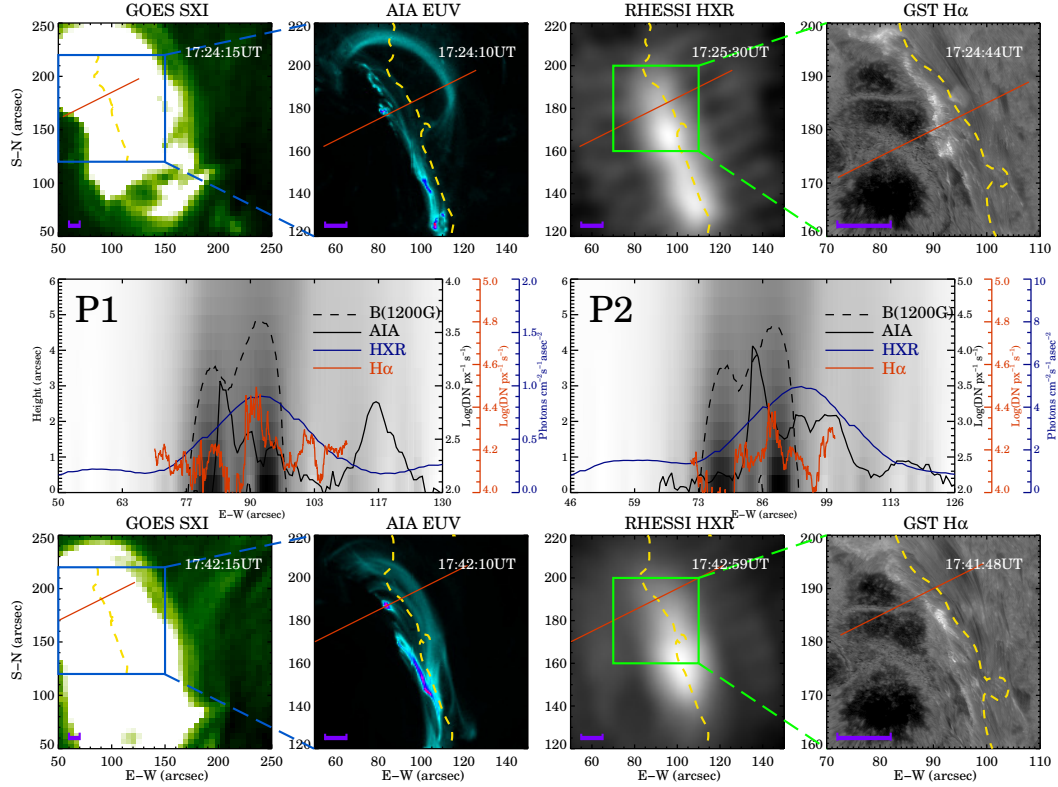 GOES SXI
AIA EUV
RHESSI HXR
GST Hα
250
200
150
100
50
S−N (arcsec)
17:24:15UT
50 100 150 200 250
220
200
180
160
140
120
17:24:10UT
60 80 100 120 140
220
200
180
160
140
120
17:25:30UT
60 80 100 120 140
200
190
180
170
160
17:24:44UT
70 80 90 100 110
P1
B(1200G)
AIA
HXR
Hα
Height (arcsec)
6
5
4
3
2
1
0
50 63 77 90 103 117 130
E−W (arcsec)
4.0
3.5
3.0
2.5
2.0
Log(DN px⁻¹ s⁻¹)
5.0
4.8
4.6
4.4
4.2
4.0
Log(DN px⁻¹ s⁻¹)
2.0
1.5
1.0
0.5
0.0
Photons cm⁻²s⁻¹asec⁻²
P2
B(1200G)
AIA
HXR
Hα
6
5
4
3
2
1
0
46 59 73 86 99 113 126
E−W (arcsec)
5.0
4.5
4.0
3.5
3.0
2.5
2.0
Log(DN px⁻¹ s⁻¹)
5.0
4.8
4.6
4.4
4.2
4.0
Log(DN px⁻¹ s⁻¹)
10
8
6
4
2
0
Photons cm⁻²s⁻¹asec⁻²
GOES SXI
AIA EUV
RHESSI HXR
GST Hα
250
200
150
100
50
S−N (arcsec)
17:42:15UT
50 100 150 200 250
E−W (arcsec)
220
200
180
160
140
120
17:42:10UT
60 80 100 120 140
E−W (arcsec)
220
200
180
160
140
120
17:42:59UT
60 80 100 120 140
E−W (arcsec)
200
190
180
170
160
17:41:48UT
70 80 90 100 110
E−W (arcsec)